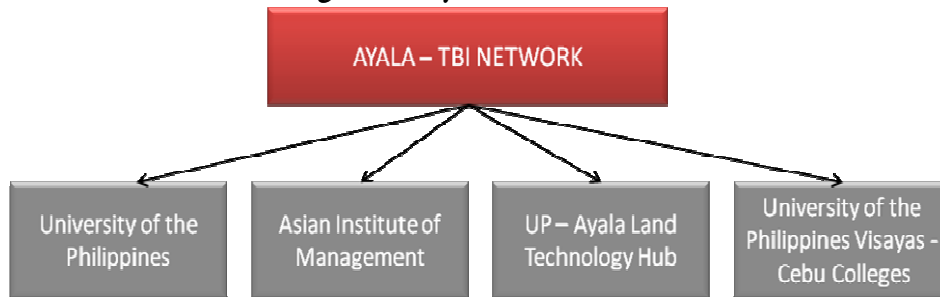 AYALA – TBI NETWORK
University of the
Philippines
Asian Institute of
Management
UP – Ayala Land
Technology Hub
University of the
Philippines Visayas -
Cebu Colleges